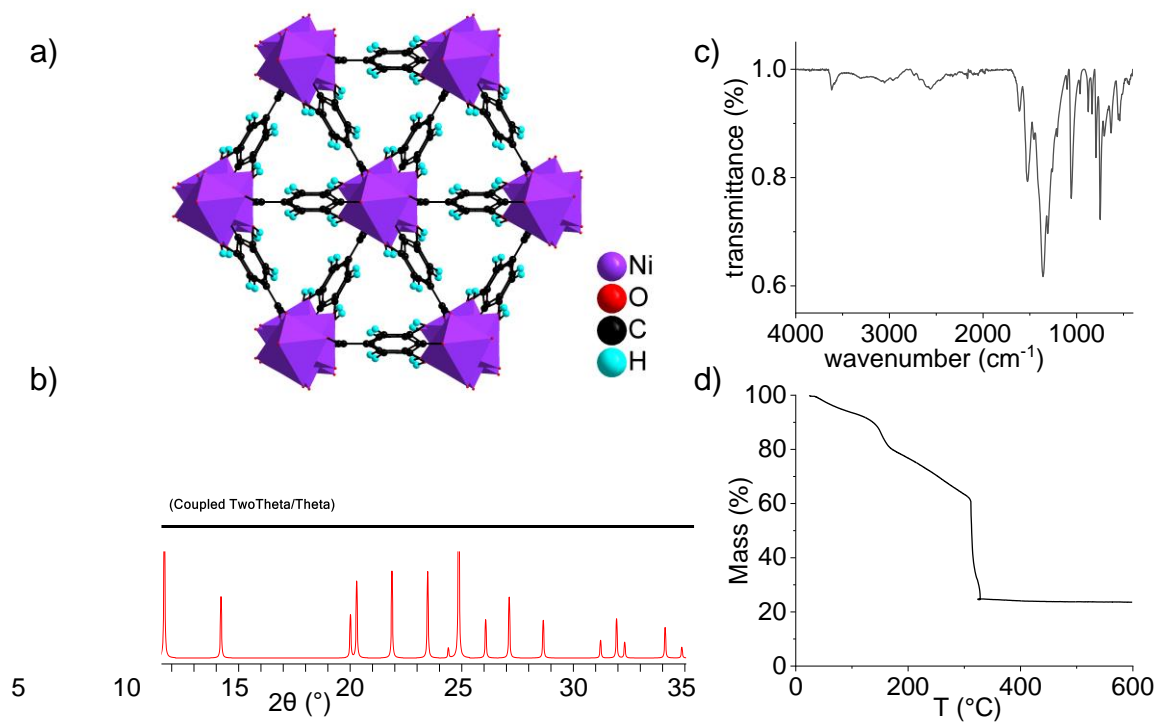 a)
Ni
O
C
H
b)
(Coupled TwoTheta/Theta)
5 10 15 20 25 30 35
2θ (°)
c)
transmittance (%)
1.0
0.8
0.6
4000 3000 2000 1000
wavenumber (cm⁻¹)
d)
Mass (%)
100
80
60
40
20
0
0 200 400 600
T (°C)